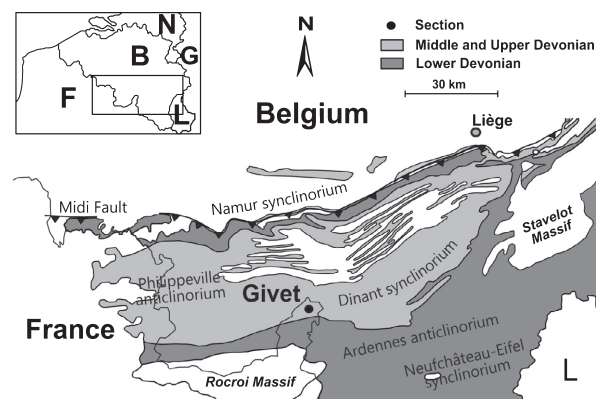 N
B
G
F
L
N
Section
Middle and Upper Devonian
Lower Devonian
30 km
Belgium
Liège
Midi Fault
Namur synclinorium
Stavelot
Massif
Philippeville
anticlinorium
Givet
Dinant synclinorium
France
Ardennes anticlinorium
Neufchâteau-Eifel
synclinorium
Rocroi Massif
L